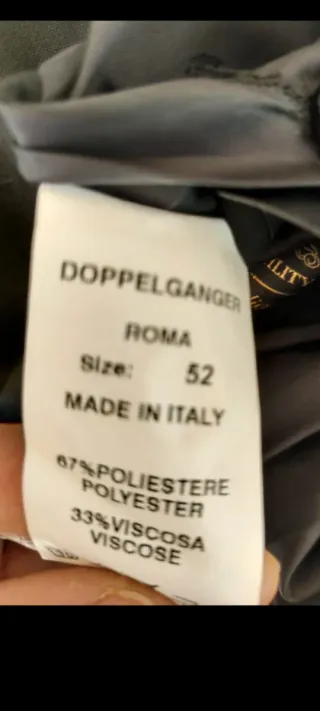 DOPPELGANGER
ROMA
Size: 52
MADE IN ITALY
67%POLIESTERE
POLYESTER
33%VISCOSA
VISCOSE